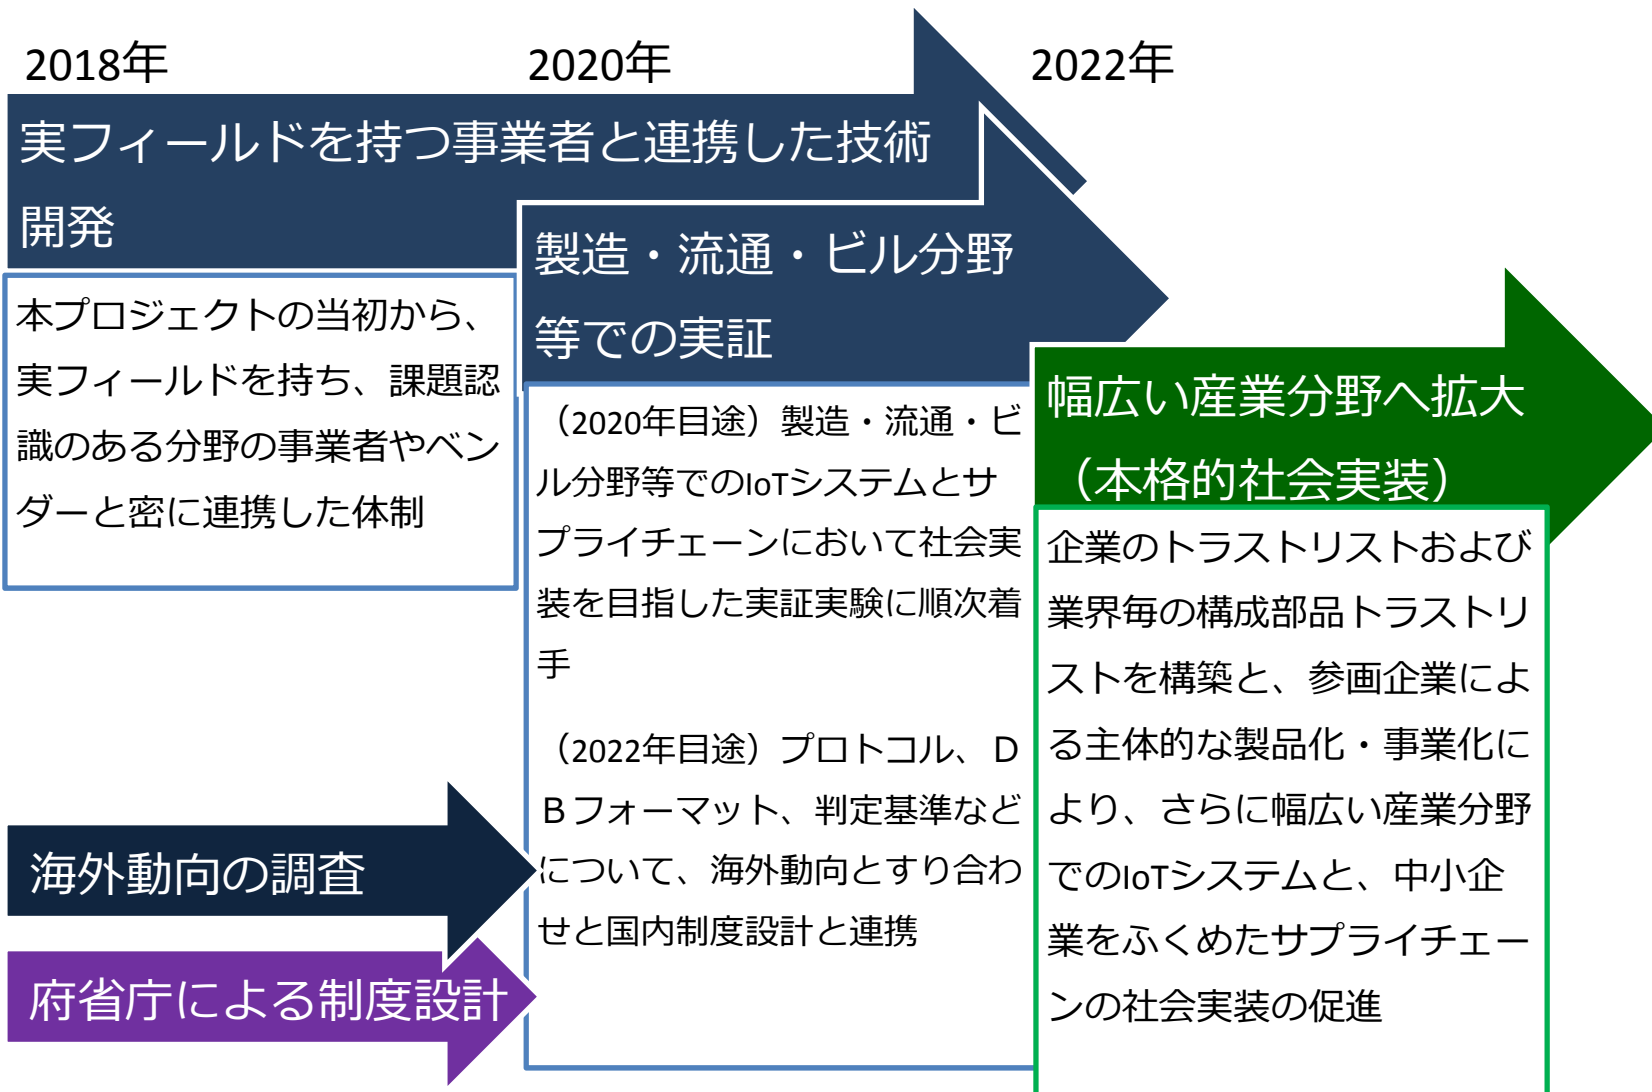 2018年
2020年
2022年
実フィールドを持つ事業者と連携した技術
開発
本プロジェクトの当初から、
実フィールドを持ち、課題認
識のある分野の事業者やベン
ダーと密に連携した体制
製造・流通・ビル分野
等での実証
（2020年目途）製造・流通・ビ
ル分野等でのIoTシステムとサ
プライチェーンにおいて社会実
装を目指した実証実験に順次着
手
（2022年目途）プロトコル、Ｄ
Ｂフォーマット、判定基準など
について、海外動向とすり合わ
せと国内制度設計と連携
幅広い産業分野へ拡大
（本格的社会実装）
企業のトラストリストおよび
業界毎の構成部品トラストリ
ストを構築と、参画企業によ
る主体的な製品化・事業化に
より、さらに幅広い産業分野
でのIoTシステムと、中小企
業をふくめたサプライチェー
ンの社会実装の促進
海外動向の調査
府省庁による制度設計